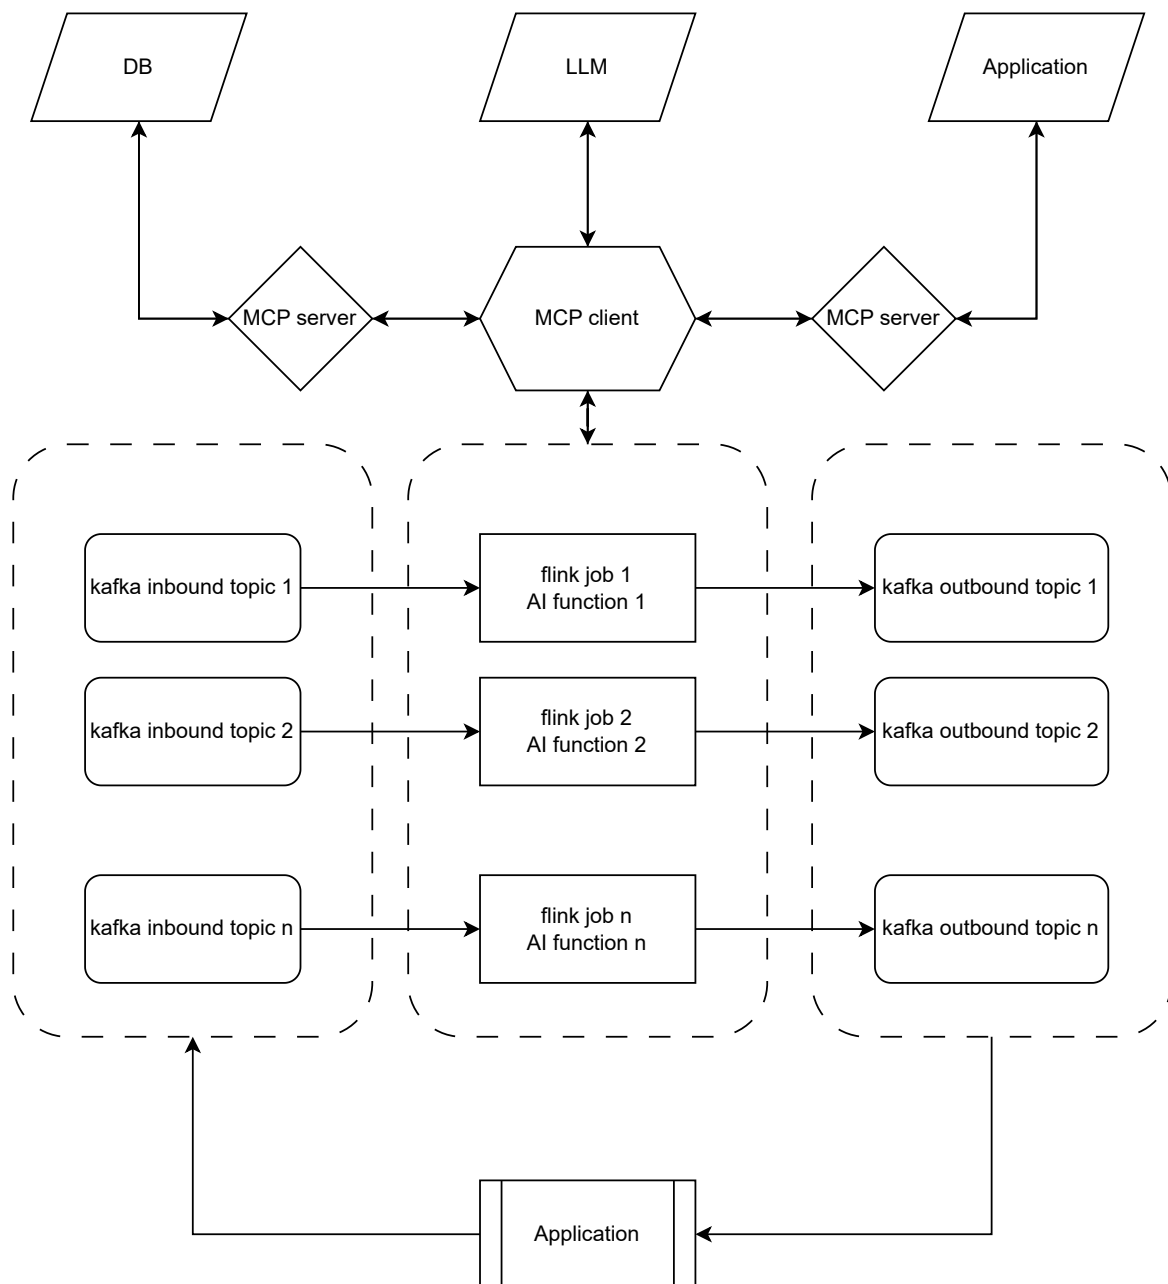 DB
LLM
Application
MCP server
MCP client
MCP server
kafka inbound topic 1
flink job 1
AI function 1
kafka outbound topic 1
kafka inbound topic 2
flink job 2
AI function 2
kafka outbound topic 2
kafka inbound topic n
flink job n
AI function n
kafka outbound topic n
Application